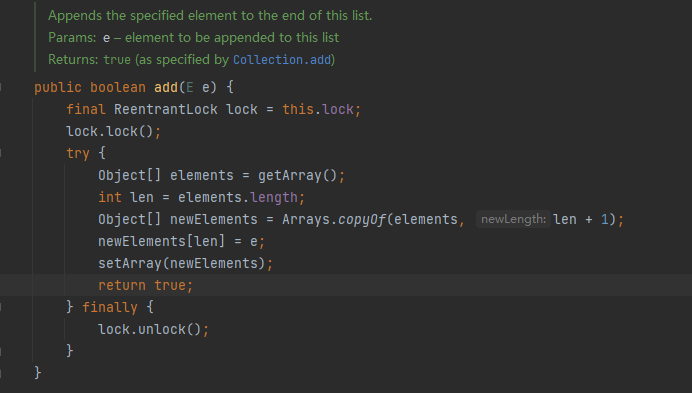 Appends the specified element to the end of this list.
Params: e – element to be appended to this list
Returns: true (as specified by Collection.add)
public boolean add(E e) {
    final ReentrantLock lock = this.lock;
    lock.lock();
    try {
        Object[] elements = getArray();
        int len = elements.length;
        Object[] newElements = Arrays.copyOf(elements, newLength: len + 1);
        newElements[len] = e;
        setArray(newElements);
        return true;
    } finally {
        lock.unlock();
    }
}